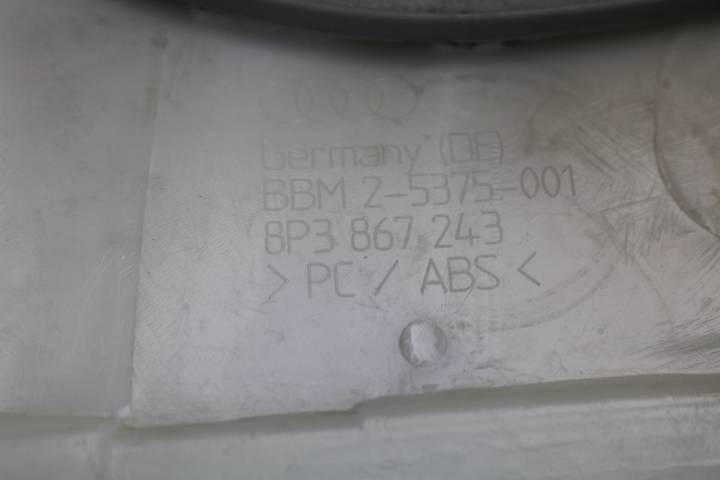 Germany (DE)
BBM 2-5375-001
8P3 867 243
> PC / ABS <